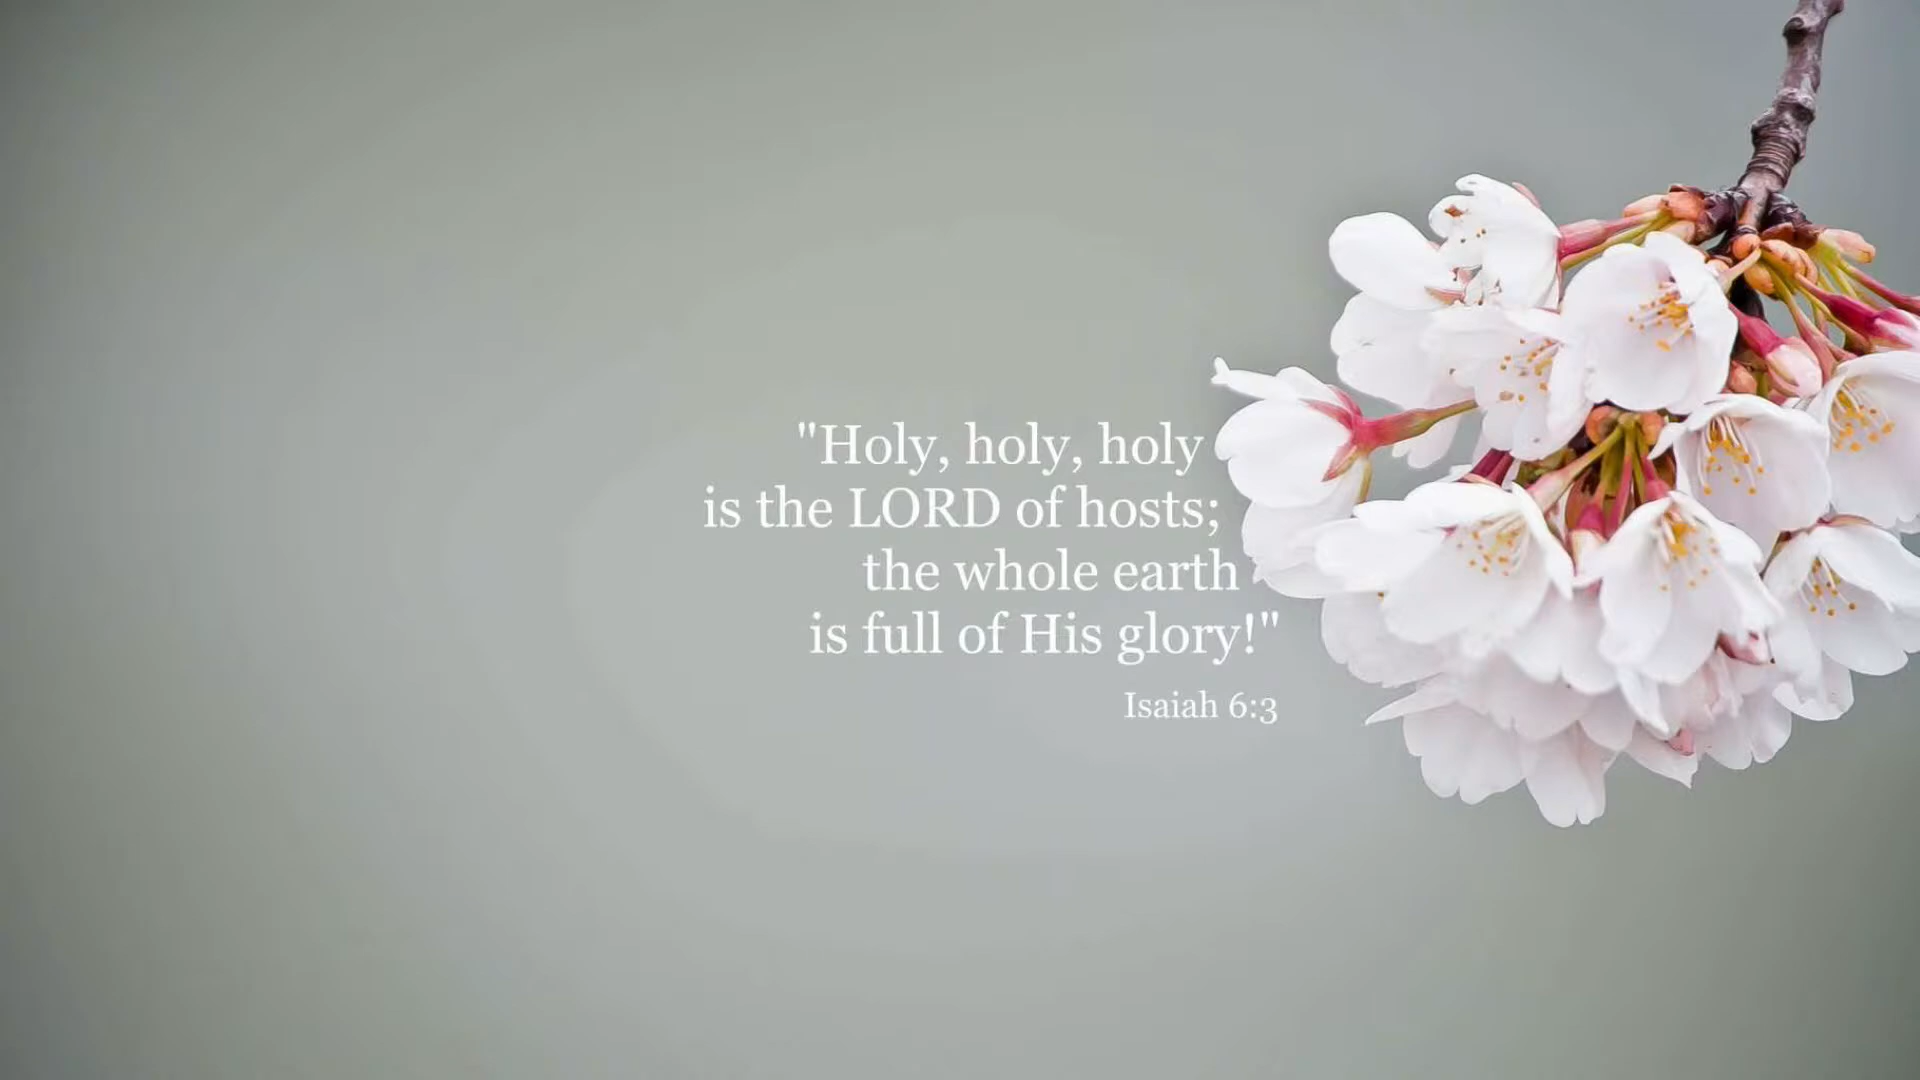 "Holy, holy, holy
is the LORD of hosts;
the whole earth
is full of His glory!"
Isaiah 6:3